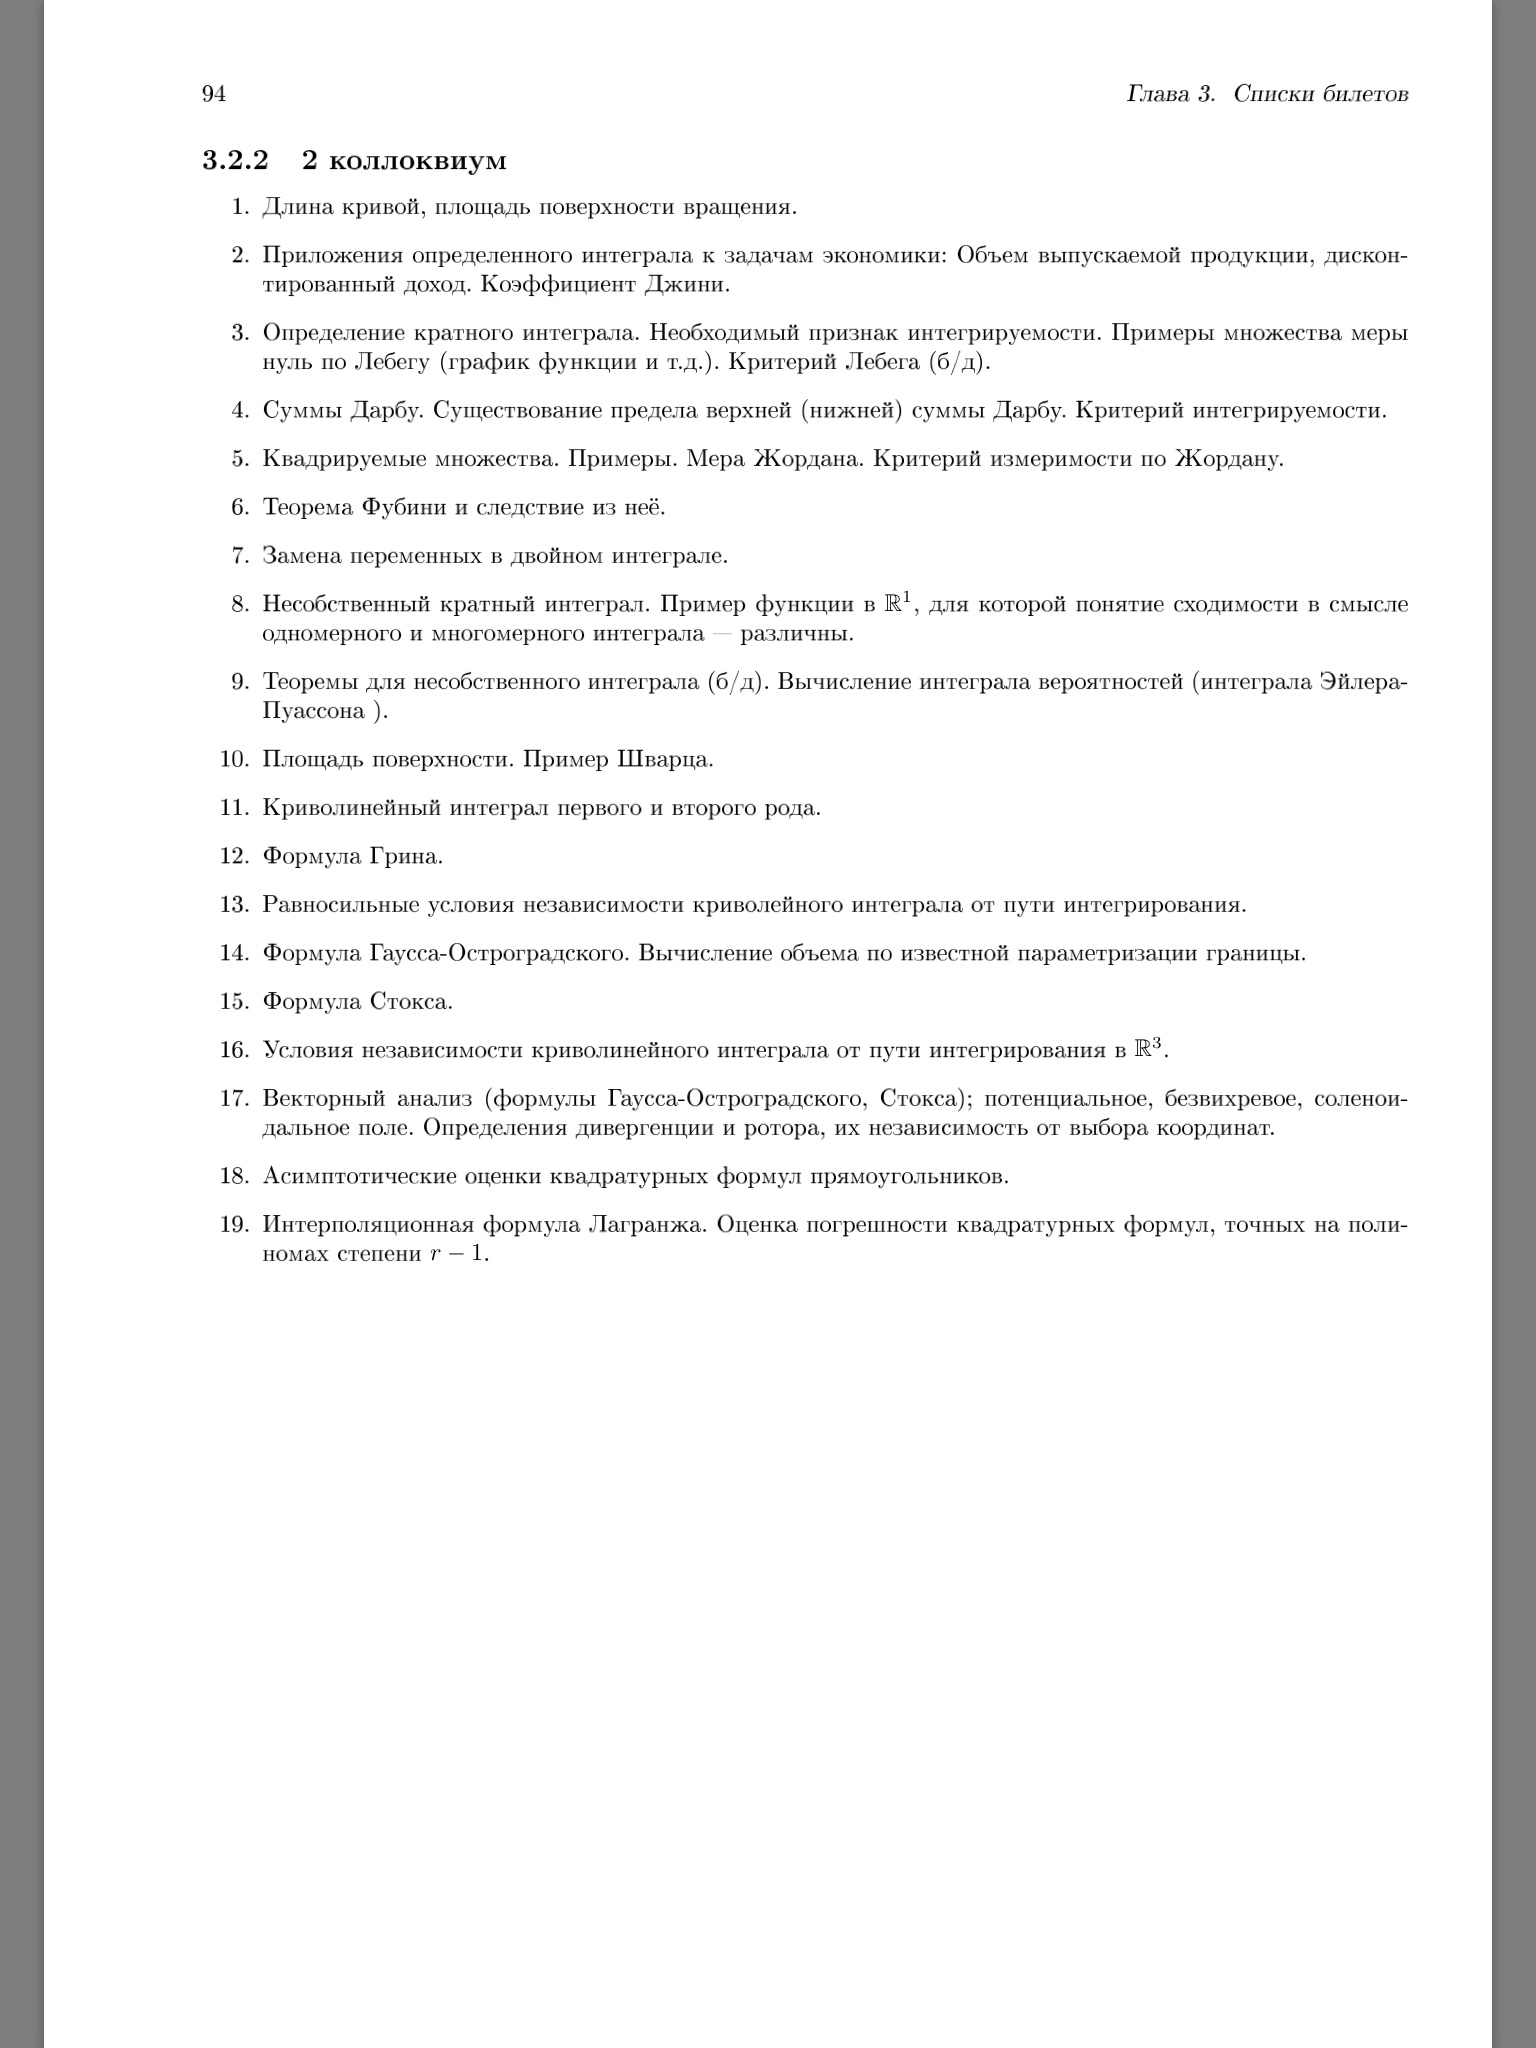 94 Глава 3. Списки билетов
3.2.2 2 коллоквиум
1. Длина кривой, площадь поверхности вращения.
2. Приложения определенного интеграла к задачам экономики: Объем выпускаемой продукции, дискон-
тированный доход. Коэффициент Джини.
3. Определение кратного интеграла. Необходимый признак интегрируемости. Примеры множества меры
нуль по Лебегу (график функции и т.д.). Критерий Лебега (б/д).
4. Суммы Дарбу. Существование предела верхней (нижней) суммы Дарбу. Критерий интегрируемости.
5. Квадрируемые множества. Примеры. Мера Жордана. Критерий измеримости по Жордану.
6. Теорема Фубини и следствие из неё.
7. Замена переменных в двойном интеграле.
8. Несобственный кратный интеграл. Пример функции в ℝ¹, для которой понятие сходимости в смысле
одномерного и многомерного интеграла — различны.
9. Теоремы для несобственного интеграла (б/д). Вычисление интеграла вероятностей (интеграла Эйлера-
Пуассона ).
10. Площадь поверхности. Пример Шварца.
11. Криволинейный интеграл первого и второго рода.
12. Формула Грина.
13. Равносильные условия независимости криволейного интеграла от пути интегрирования.
14. Формула Гаусса-Остроградского. Вычисление объема по известной параметризации границы.
15. Формула Стокса.
16. Условия независимости криволинейного интеграла от пути интегрирования в ℝ³.
17. Векторный анализ (формулы Гаусса-Остроградского, Стокса); потенциальное, безвихревое, соленои-
дальное поле. Определения дивергенции и ротора, их независимость от выбора координат.
18. Асимптотические оценки квадратурных формул прямоугольников.
19. Интерполяционная формула Лагранжа. Оценка погрешности квадратурных формул, точных на поли-
номах степени r − 1.